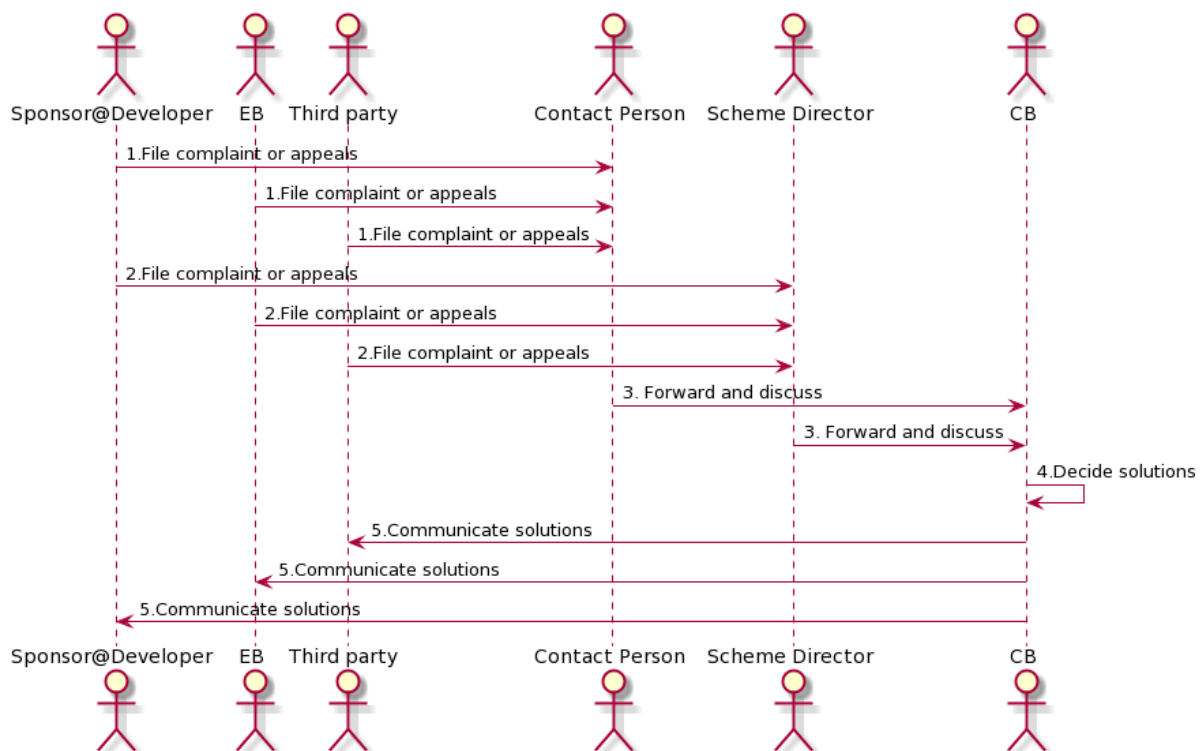 Sponsor@Developer EB Third party Contact Person Scheme Director CB
1.File complaint or appeals
1.File complaint or appeals
1.File complaint or appeals
2.File complaint or appeals
2.File complaint or appeals
2.File complaint or appeals
3. Forward and discuss
3. Forward and discuss
4.Decide solutions
5.Communicate solutions
5.Communicate solutions
5.Communicate solutions
Sponsor@Developer EB Third party Contact Person Scheme Director CB